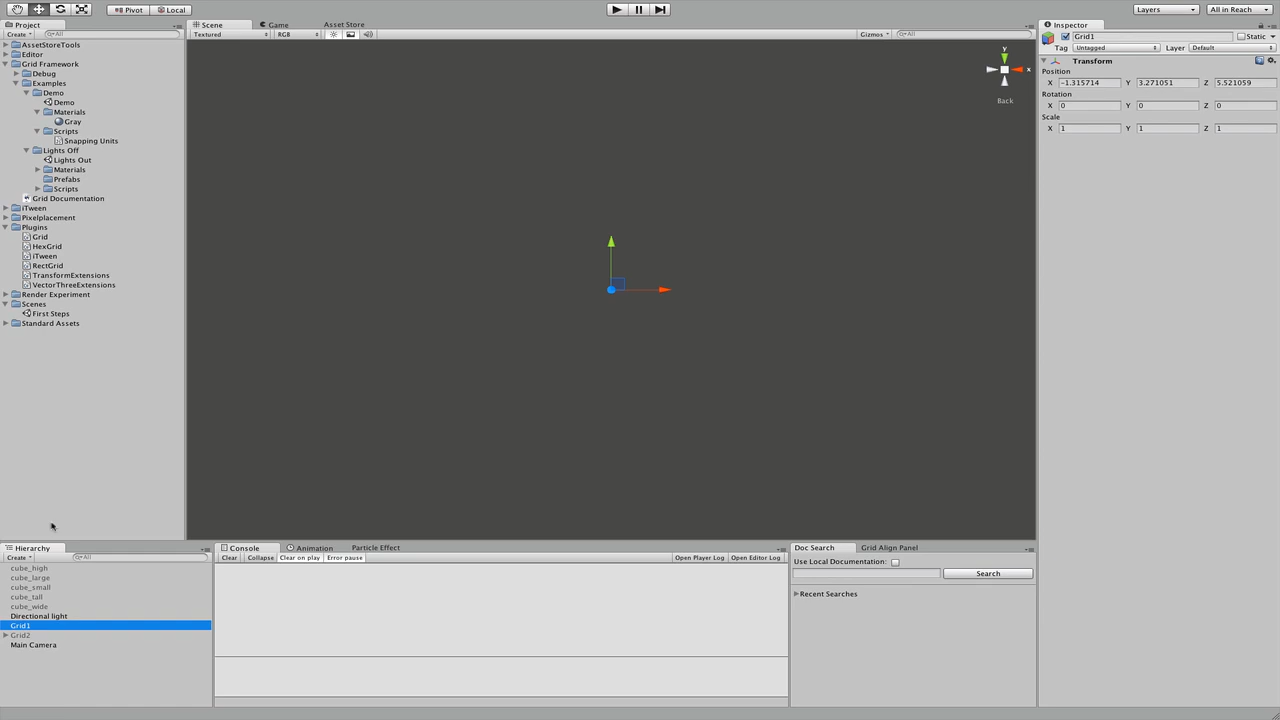 Pivot Local
Layers All in Reach
Project
Create All
AssetStoreTools
Editor
Grid Framework
Debug
Examples
Demo
Demo
Materials
Gray
Scripts
Snapping Units
Lights Off
Lights Out
Materials
Prefabs
Scripts
Grid Documentation
iTween
Pixelplacement
Plugins
Grid
HexGrid
iTween
RectGrid
TransformExtensions
VectorThreeExtensions
Render Experiment
Scenes
First Steps
Standard Assets
Scene Game Asset Store
Textured RGB Gizmos All
y
x
Back
Inspector
Grid1 Static
Tag Untagged Layer Default
Transform
Position
X -1.315714 Y 3.271051 Z 5.521059
Rotation
X 0 Y 0 Z 0
Scale
X 1 Y 1 Z 1
Hierarchy
Create All
cube_high
cube_large
cube_small
cube_tall
cube_wide
Directional light
Grid1
Grid2
Main Camera
Console Animation Particle Effect
Clear Collapse Clear on play Error pause Open Player Log Open Editor Log
Doc Search Grid Align Panel
Use Local Documentation:
Search
Recent Searches